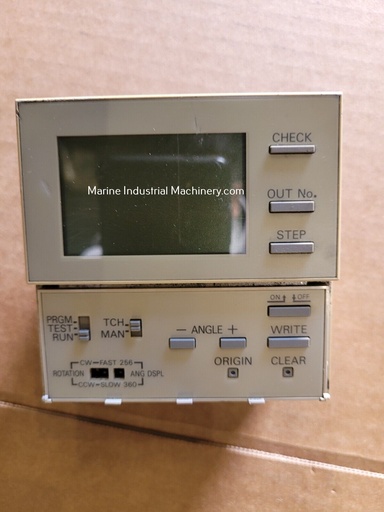 CHECK
Marine Industrial Machinery.com
OUT No.
STEP
ON OFF
PRGM
TEST
RUN
TCH
MAN
− ANGLE +
WRITE
ORIGIN
CLEAR
CW FAST 256
ROTATION
ANG DSPL
CCW SLOW 360